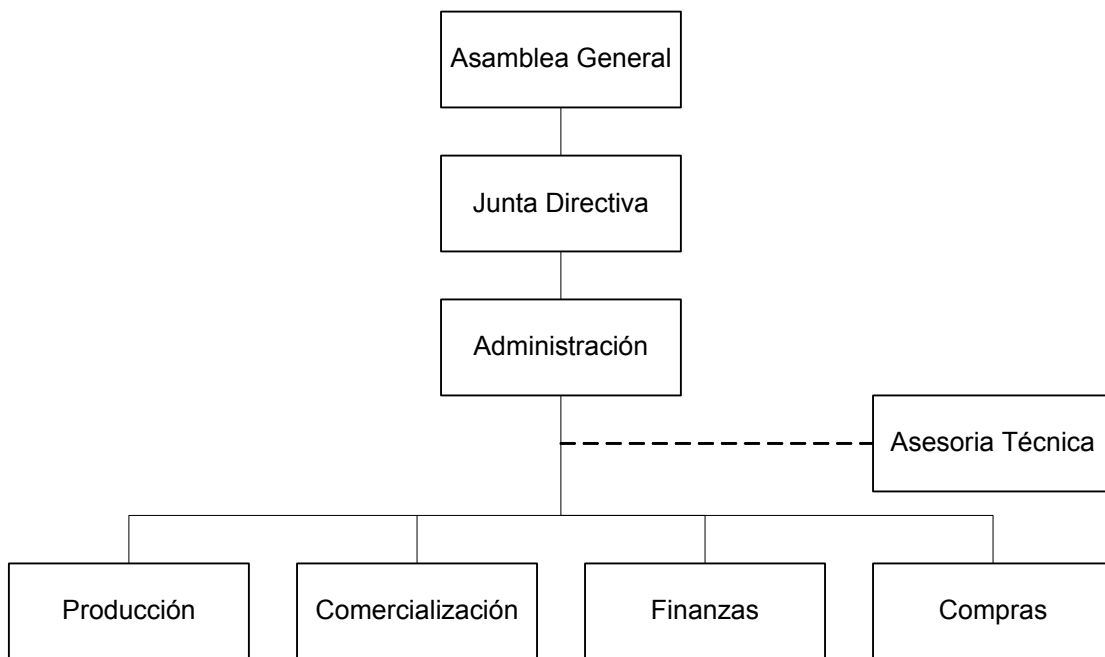 Asamblea General
Junta Directiva
Administración
Asesoria Técnica
Producción
Comercialización
Finanzas
Compras